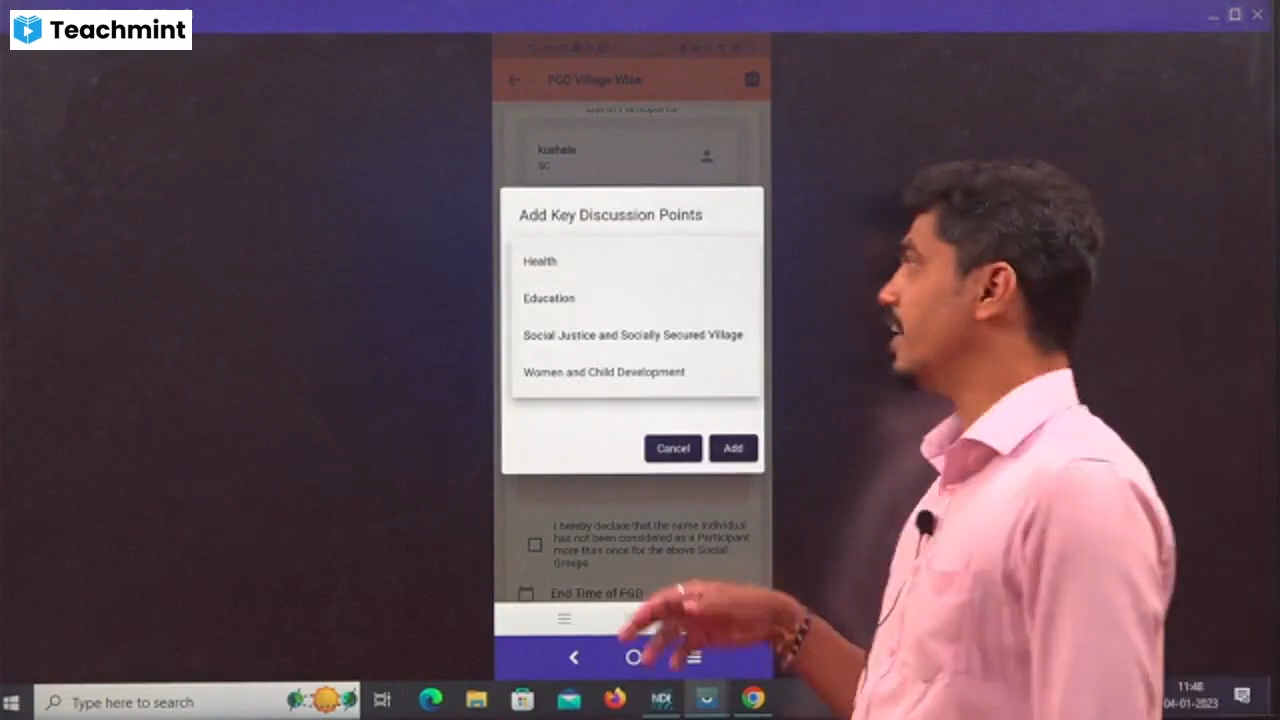 Teachmint
FGD Village Wise
kushala
SC
Add Key Discussion Points
Health
Education
Social Justice and Socially Secured Village
Women and Child Development
Cancel
Add
I hereby declare that the same individual
has not been considered as a Participant
more than once for the above Social
Groups
End Time of FGD
Type here to search
11:48
04-01-2023